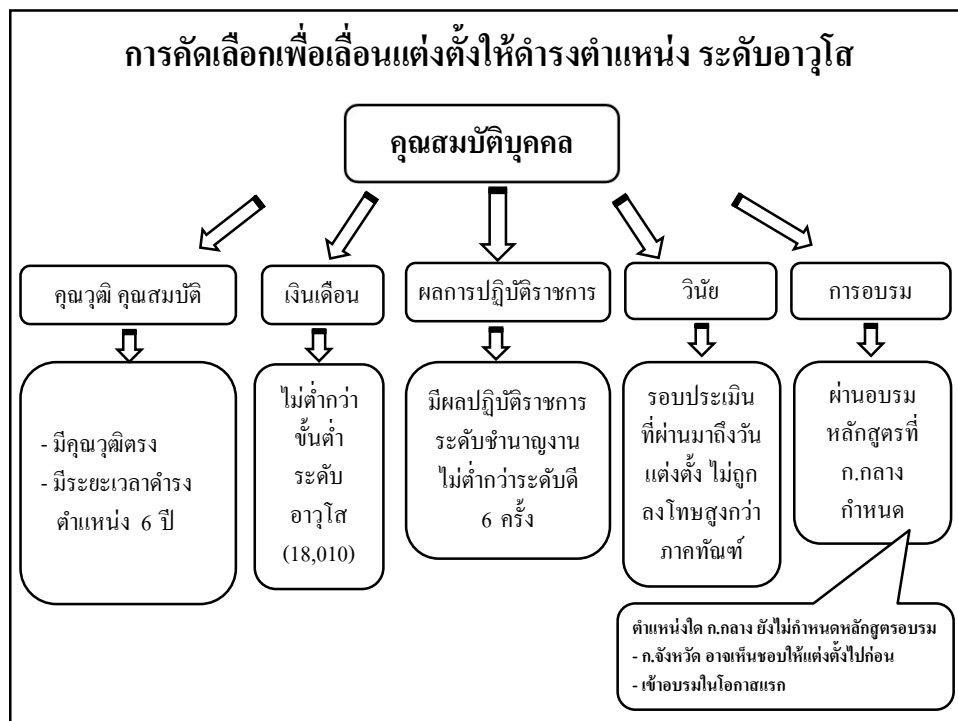 การคัดเลือกเพื่อเลื่อนแต่งตั้งให้ดำรงตำแหน่ง ระดับอาวุโส
คุณสมบัติบุคคล
คุณวุฒิ คุณสมบัติ
เงินเดือน
ผลการปฏิบัติราชการ
วินัย
การอบรม
- มีคุณวุฒิตรง
- มีระยะเวลาดำรง
ตำแหน่ง 6 ปี
ไม่ต่ำกว่า
ขั้นต่ำ
ระดับ
อาวุโส
(18,010)
มีผลปฏิบัติราชการ
ระดับชำนาญงาน
ไม่ต่ำกว่าระดับดี
6 ครั้ง
รอบประเมิน
ที่ผ่านมาถึงวัน
แต่งตั้ง ไม่ถูก
ลงโทษสูงกว่า
ภาคทัณฑ์
ผ่านอบรม
หลักสูตรที่
ก.กลาง
กำหนด
ตำแหน่งใด ก.กลาง ยังไม่กำหนดหลักสูตรอบรม
- ก.จังหวัด อาจเห็นชอบให้แต่งตั้งไปก่อน
- เข้าอบรมในโอกาสแรก